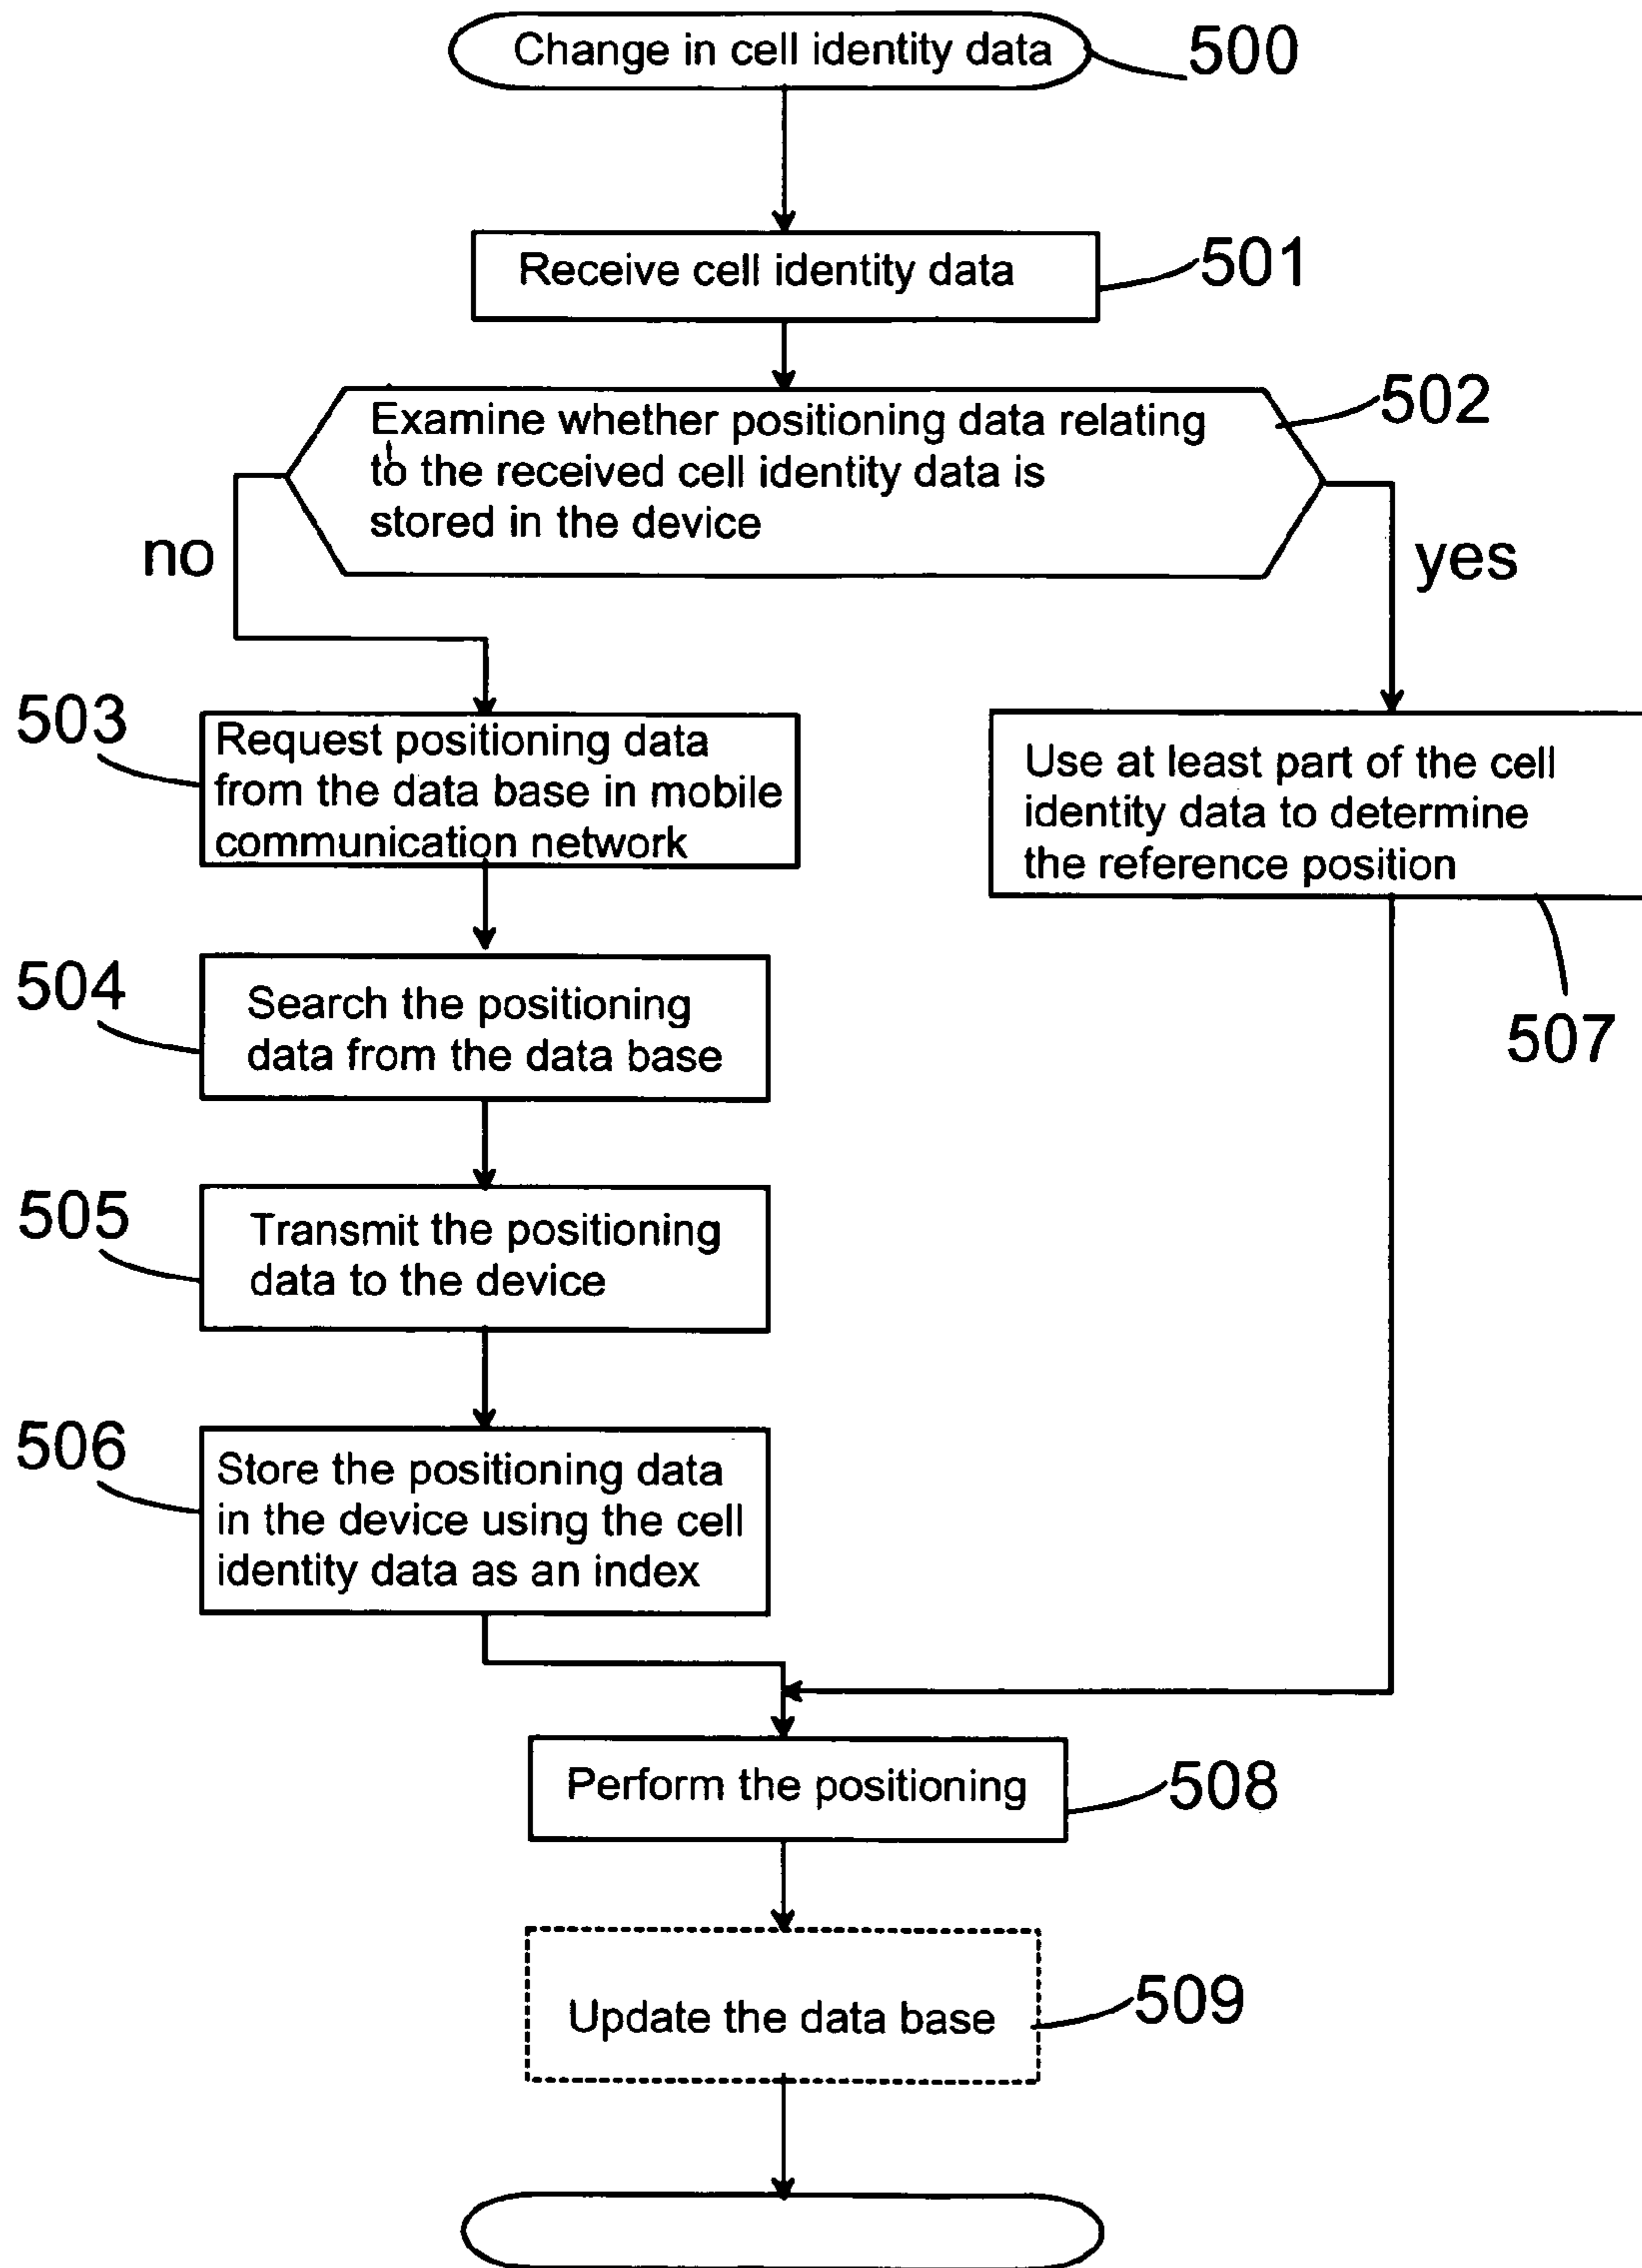 Change in cell identity data
500
Receive cell identity data
501
Examine whether positioning data relating
to the received cell identity data is
stored in the device
502
no
yes
503
Request positioning data
from the data base in mobile
communication network
Use at least part of the cell
identity data to determine
the reference position
507
504
Search the positioning
data from the data base
505
Transmit the positioning
data to the device
506
Store the positioning data
in the device using the cell
identity data as an index
Perform the positioning
508
Update the data base
509